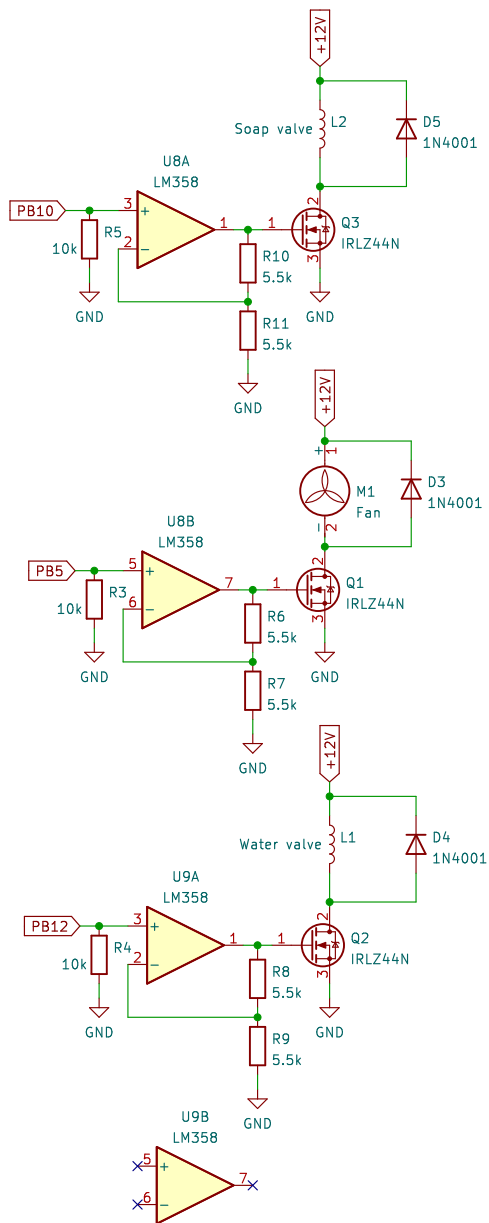 +12V
L2
Soap valve
D5
1N4001
U8A
LM358
2
PB10
3
+
1
1
Q3
IRLZ44N
R5
10k
2
−
3
R10
5.5k
GND
GND
R11
5.5k
GND
+12V
+
1
M1
Fan
D3
1N4001
−
2
U8B
LM358
2
PB5
5
+
7
1
Q1
IRLZ44N
R3
10k
6
−
3
R6
5.5k
GND
GND
R7
5.5k
GND
+12V
L1
Water valve
D4
1N4001
U9A
LM358
2
PB12
3
+
1
1
Q2
IRLZ44N
R4
10k
2
−
3
R8
5.5k
GND
GND
R9
5.5k
GND
U9B
LM358
5
+
7
6
−